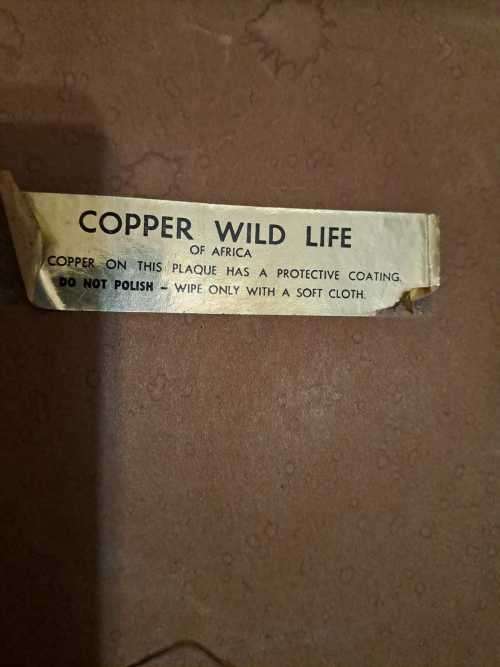 COPPER WILD LIFE
OF AFRICA
COPPER ON THIS PLAQUE HAS A PROTECTIVE COATING.
DO NOT POLISH – WIPE ONLY WITH A SOFT CLOTH.